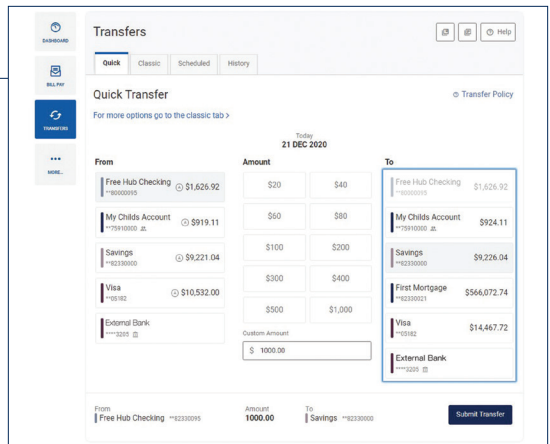 DASHBOARD
BILL PAY
TRANSFERS
MORE...
Transfers
Help
Quick Classic Scheduled History
Quick Transfer
Transfer Policy
For more options go to the classic tab >
Today
21 DEC 2020
From
Free Hub Checking $1,626.92
**80000095
My Childs Account $919.11
**75910000
Savings $9,221.04
**82330000
Visa $10,532.00
**05182
External Bank
****3205
Amount
$20 $40
$60 $80
$100 $200
$300 $400
$500 $1,000
Custom Amount
$ 1000.00
To
Free Hub Checking $1,626.92
**80000095
My Childs Account $924.11
**75910000
Savings $9,226.04
**82330000
First Mortgage $566,072.74
**82330021
Visa $14,467.72
**05182
External Bank
****3205
From Amount To
Free Hub Checking **82330095 1000.00 Savings **82330000
Submit Transfer